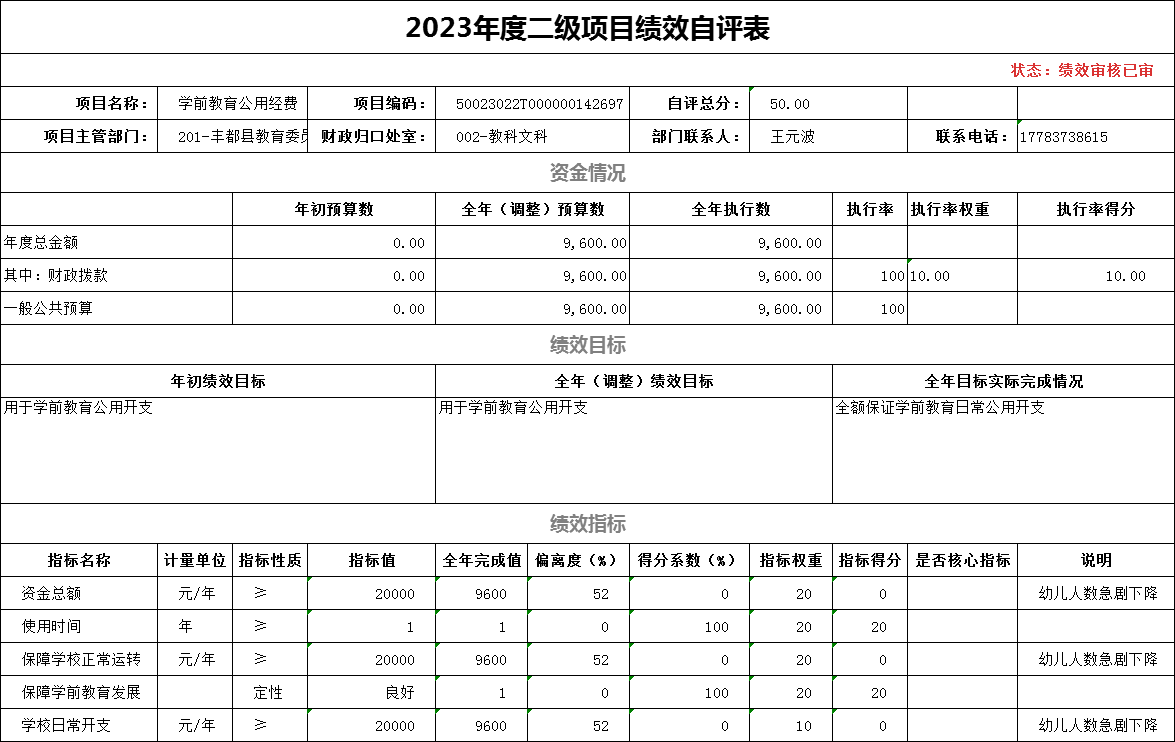 2023年度二级项目绩效自评表
状态：绩效审核已审
项目名称： 学前教育公用经费 项目编码： 50023022T000000142697 自评总分： 50.00
项目主管部门： 201-丰都县教育委 财政归口处室： 002-教科文科 部门联系人： 王元波 联系电话： 17783738615
资金情况
年初预算数 全年（调整）预算数 全年执行数 执行率 执行率权重 执行率得分
年度总金额 0.00 9,600.00 9,600.00
其中：财政拨款 0.00 9,600.00 9,600.00 100 10.00 10.00
一般公共预算 0.00 9,600.00 9,600.00 100
绩效目标
年初绩效目标 全年（调整）绩效目标 全年目标实际完成情况
用于学前教育公用开支 用于学前教育公用开支 全额保证学前教育日常公用开支
绩效指标
指标名称 计量单位 指标性质 指标值 全年完成值 偏离度（%） 得分系数（%） 指标权重 指标得分 是否核心指标 说明
资金总额 元/年 ≥ 20000 9600 52 0 20 0 幼儿人数急剧下降
使用时间 年 ≥ 1 1 0 100 20 20
保障学校正常运转 元/年 ≥ 20000 9600 52 0 20 0 幼儿人数急剧下降
保障学前教育发展 定性 良好 1 0 100 20 20
学校日常开支 元/年 ≥ 20000 9600 52 0 10 0 幼儿人数急剧下降